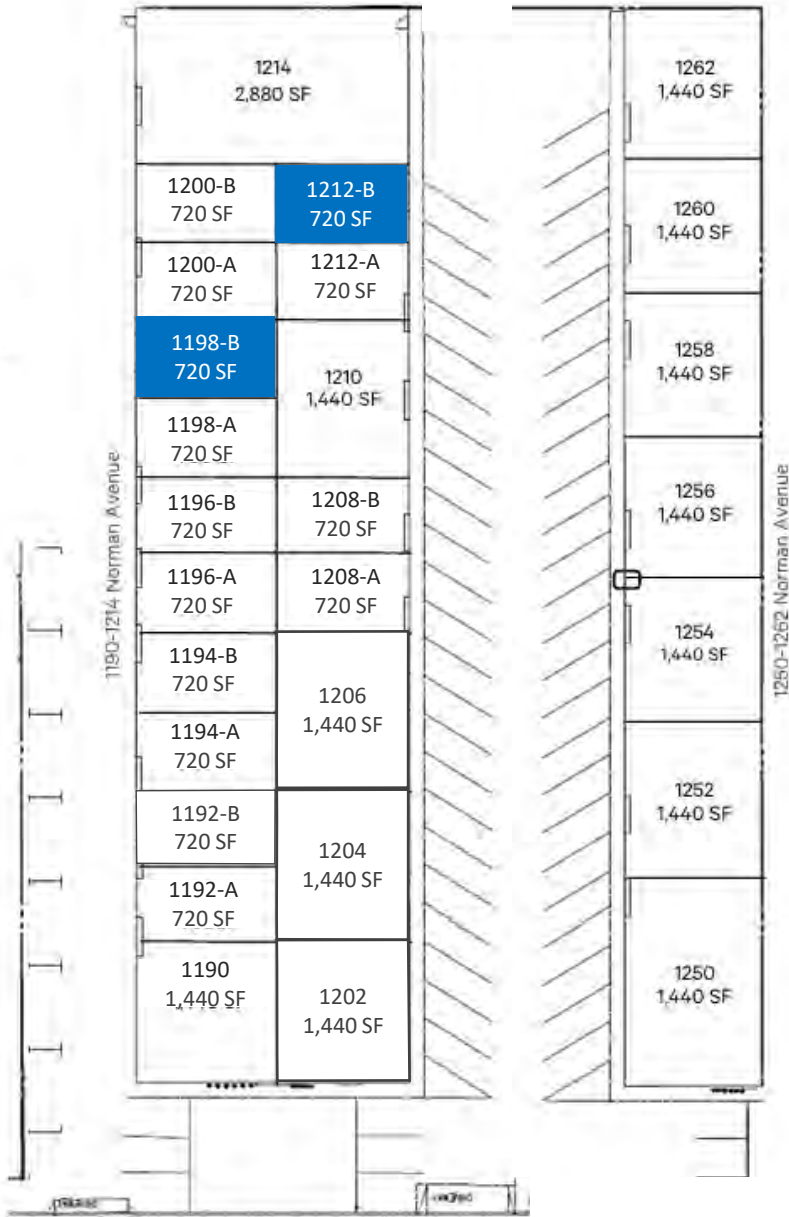 1214
2,880 SF
1200-B
720 SF
1212-B
720 SF
1200-A
720 SF
1212-A
720 SF
1198-B
720 SF
1210
1,440 SF
1198-A
720 SF
1196-B
720 SF
1208-B
720 SF
1196-A
720 SF
1208-A
720 SF
1194-B
720 SF
1206
1,440 SF
1194-A
720 SF
1192-B
720 SF
1204
1,440 SF
1192-A
720 SF
1190
1,440 SF
1202
1,440 SF
1190-1214 Norman Avenue
1262
1,440 SF
1260
1,440 SF
1258
1,440 SF
1256
1,440 SF
1254
1,440 SF
1252
1,440 SF
1250
1,440 SF
1250-1262 Norman Avenue